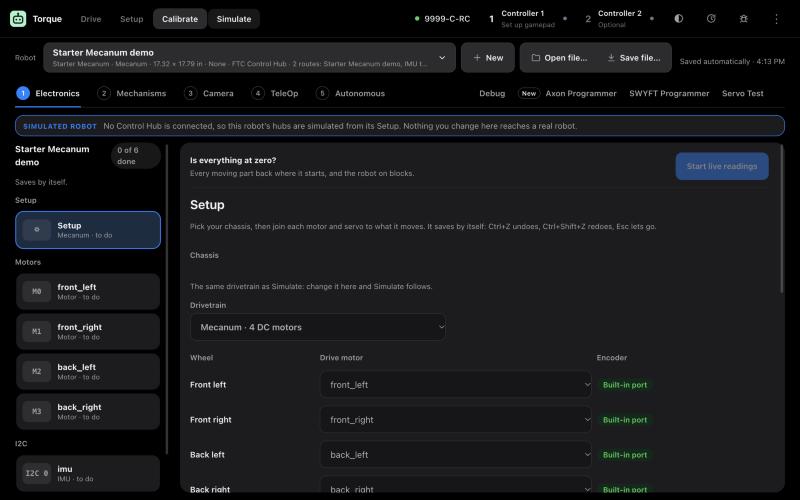 Torque
Drive
Setup
Calibrate
Simulate
9999-C-RC
1
Controller 1
Set up gamepad
2
Controller 2
Optional
Robot
Starter Mecanum demo
Starter Mecanum · Mecanum · 17.32 × 17.79 in · None · FTC Control Hub · 2 routes: Starter Mecanum demo, IMU t...
+ New
Open file...
Save file...
Saved automatically · 4:13 PM
1 Electronics
2 Mechanisms
3 Camera
4 TeleOp
5 Autonomous
Debug
New Axon Programmer
SWYFT Programmer
Servo Test
SIMULATED ROBOT No Control Hub is connected, so this robot's hubs are simulated from its Setup. Nothing you change here reaches a real robot.
Starter Mecanum
demo
0 of 6
done
Saves by itself.
Setup
Setup
Mecanum · to do
Motors
M0
front_left
Motor · to do
M1
front_right
Motor · to do
M2
back_left
Motor · to do
M3
back_right
Motor · to do
I2C
I2C 0
imu
IMU · to do
Is everything at zero?
Every moving part back where it starts, and the robot on blocks.
Start live readings
Setup
Pick your chassis, then join each motor and servo to what it moves. It saves by itself: Ctrl+Z undoes, Ctrl+Shift+Z redoes, Esc lets go.
Chassis
The same drivetrain as Simulate: change it here and Simulate follows.
Drivetrain
Mecanum · 4 DC motors
Wheel
Drive motor
Encoder
Front left
front_left
Built-in port
Front right
front_right
Built-in port
Back left
back_left
Built-in port
Back right
back_right
Built-in port